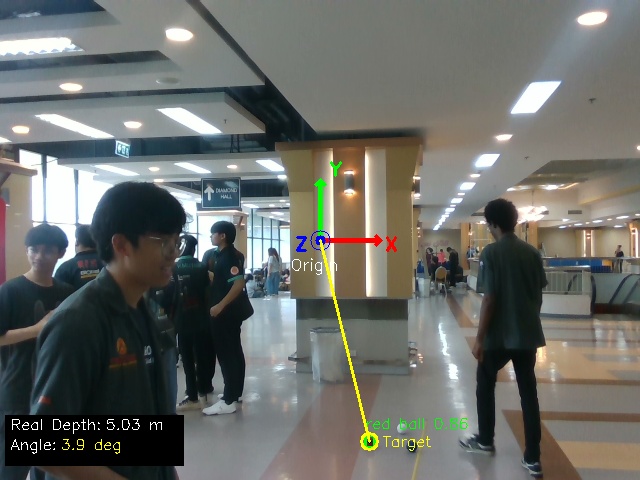 DIAMOND
HALL
Y
Z
X
Origin
red ball 0.86
Target
Real Depth: 5.03 m
Angle: 3.9 deg